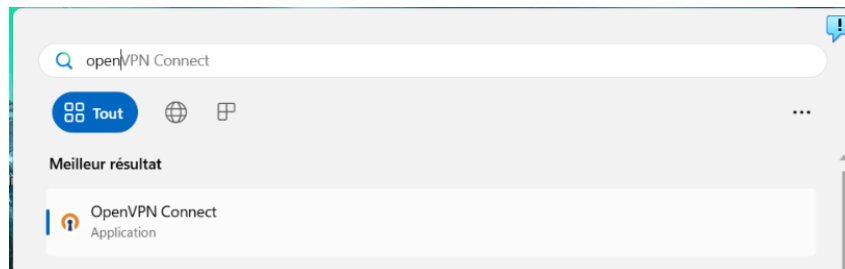 openVPN Connect
Tout
Meilleur résultat
OpenVPN Connect
Application